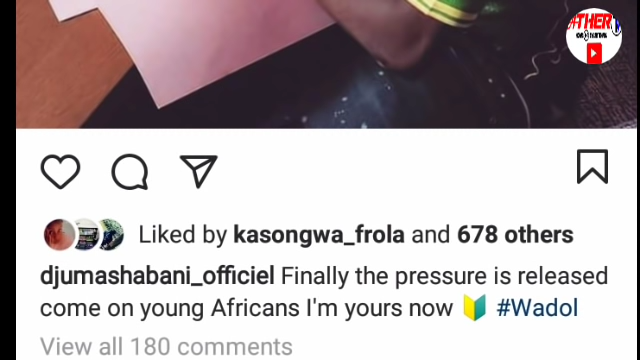 THER
Liked by kasongwa_frola and 678 others
djumashabani_officiel Finally the pressure is released
come on young Africans I'm yours now 🔰 #Wadol
View all 180 comments